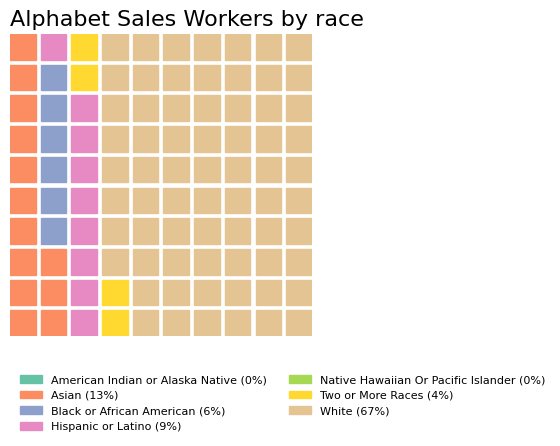 Alphabet Sales Workers by race
American Indian or Alaska Native (0%)
Asian (13%)
Black or African American (6%)
Hispanic or Latino (9%)
Native Hawaiian Or Pacific Islander (0%)
Two or More Races (4%)
White (67%)